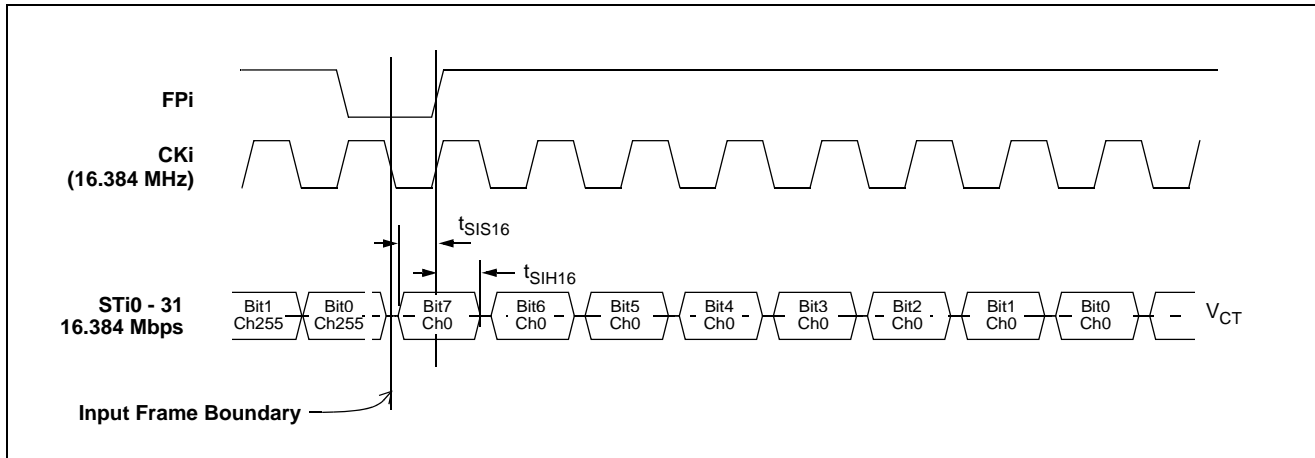 FPi
CKi
(16.384 MHz)
tSIS16
tSIH16
STi0 - 31
16.384 Mbps
Bit1 Bit0 Bit7 Bit6 Bit5 Bit4 Bit3 Bit2 Bit1 Bit0
Ch255 Ch255 Ch0 Ch0 Ch0 Ch0 Ch0 Ch0 Ch0 Ch0
VCT
Input Frame Boundary